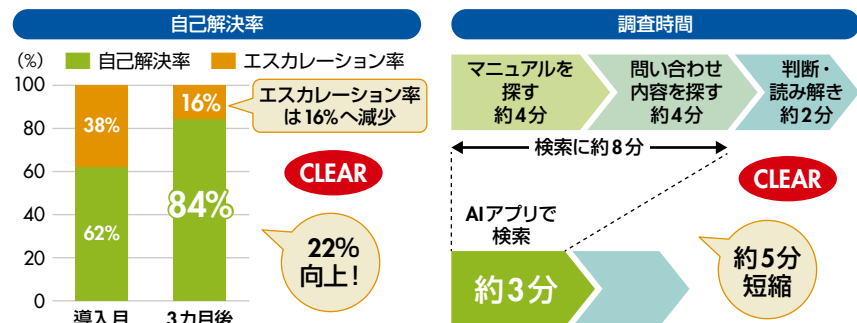 自己解決率
(%)
自己解決率
エスカレーション率
100
80
60
40
20
0
38%
62%
16%
84%
導入月
3カ月後
エスカレーション率
は16%へ減少
CLEAR
22%
向上！
調査時間
マニュアルを
探す
約4分
問い合わせ
内容を探す
約4分
判断・
読み解き
約2分
検索に約8分
CLEAR
AIアプリで
検索
約3分
約5分
短縮